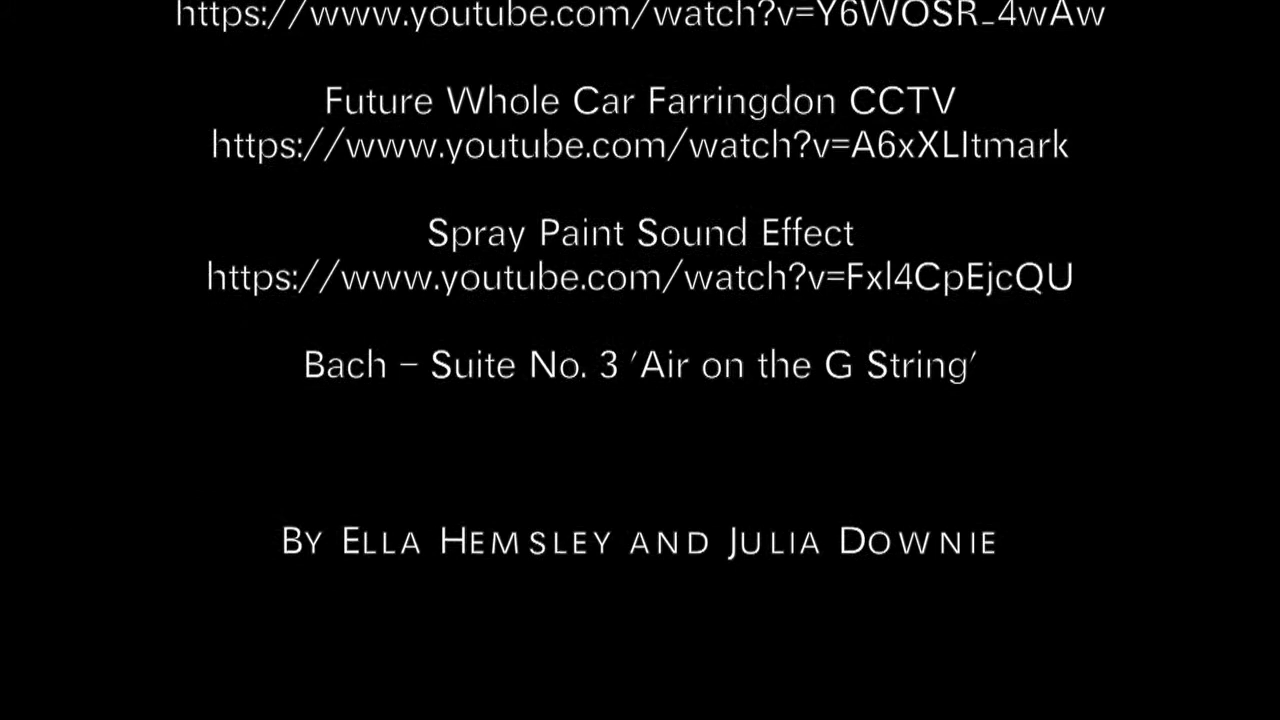 https://www.youtube.com/watch?v=Y6WOSR_4wAw
Future Whole Car Farringdon CCTV
https://www.youtube.com/watch?v=A6xXLItmark
Spray Paint Sound Effect
https://www.youtube.com/watch?v=Fxl4CpEjcQU
Bach – Suite No. 3 'Air on the G String'
By Ella Hemsley and Julia Downie